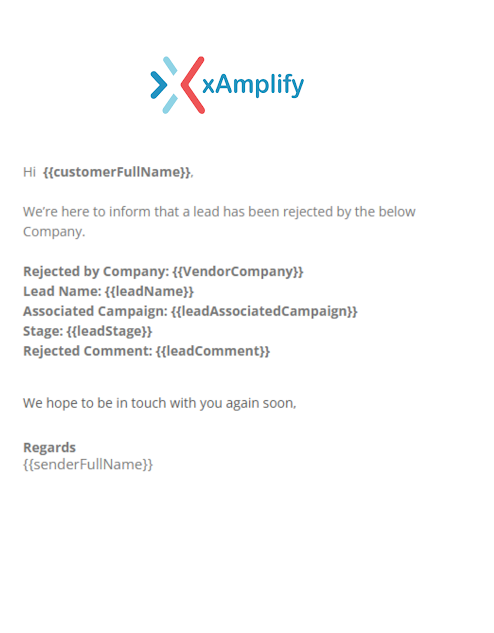 xAmplify
Hi {{customerFullName}},
We're here to inform that a lead has been rejected by the below
Company.
Rejected by Company: {{VendorCompany}}
Lead Name: {{leadName}}
Associated Campaign: {{leadAssociatedCampaign}}
Stage: {{leadStage}}
Rejected Comment: {{leadComment}}
We hope to be in touch with you again soon,
Regards
{{senderFullName}}